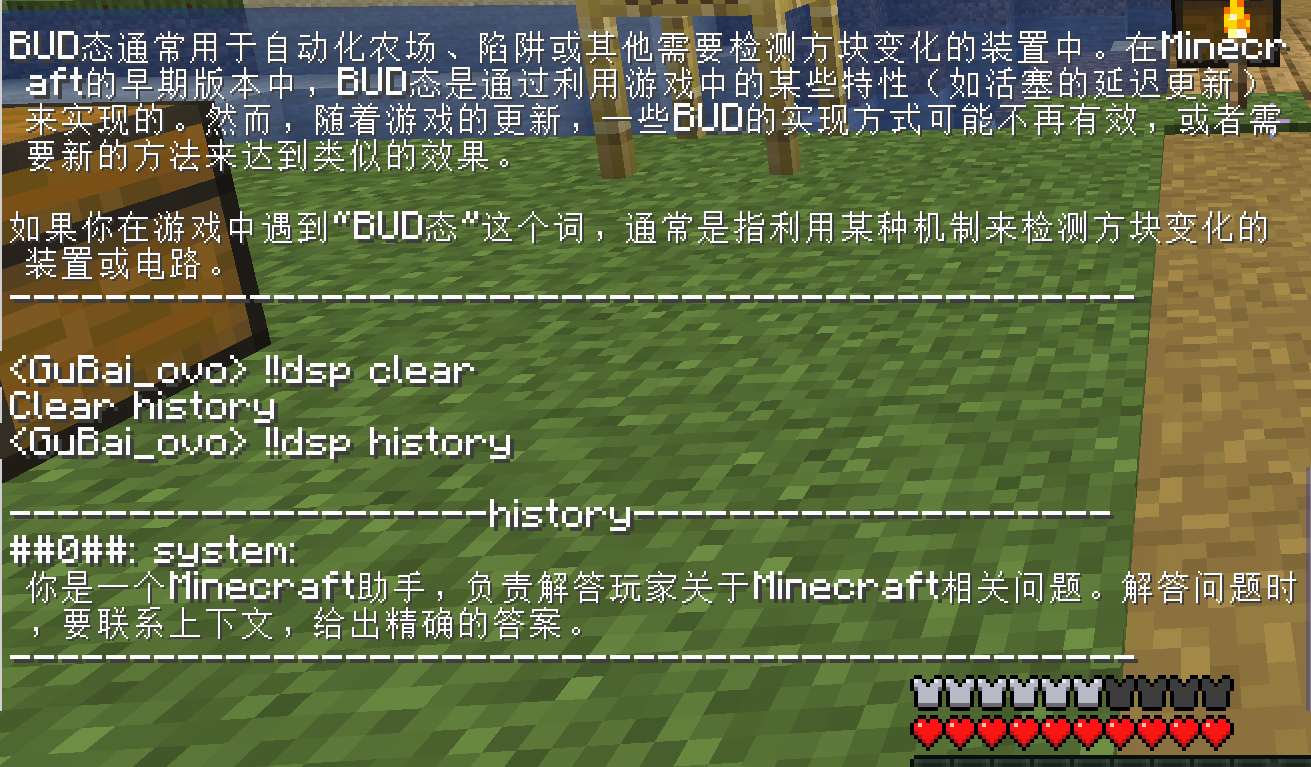 BUD态通常用于自动化农场、陷阱或其他需要检测方块变化的装置中。在Minecr
aft的早期版本中，BUD态是通过利用游戏中的某些特性（如活塞的延迟更新）
来实现的。然而，随着游戏的更新，一些BUD的实现方式可能不再有效，或者需
要新的方法来达到类似的效果。
如果你在游戏中遇到“BUD态”这个词，通常是指利用某种机制来检测方块变化的
装置或电路。
----------------------------------------------
<GuBai_ovo> !!dsp clear
Clear history
<GuBai_ovo> !!dsp history
--------------------history--------------------
##0##: system:
你是一个Minecraft助手，负责解答玩家关于Minecraft相关问题。解答问题时
，要联系上下文，给出精确的答案。
----------------------------------------------